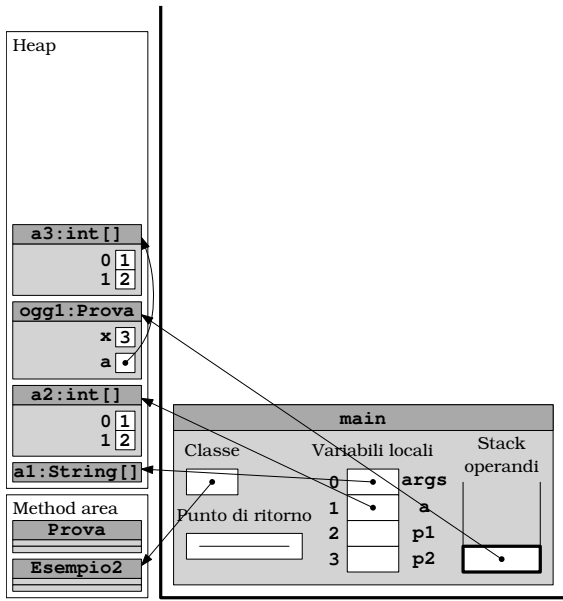 Heap
a3:int[]
0 1
1 2
ogg1:Prova
x 3
a
a2:int[]
0 1
1 2
a1:String[]
Method area
Prova
Esempio2
main
Classe
Variabili locali
Stack
operandi
0 args
1 a
2 p1
3 p2
Punto di ritorno